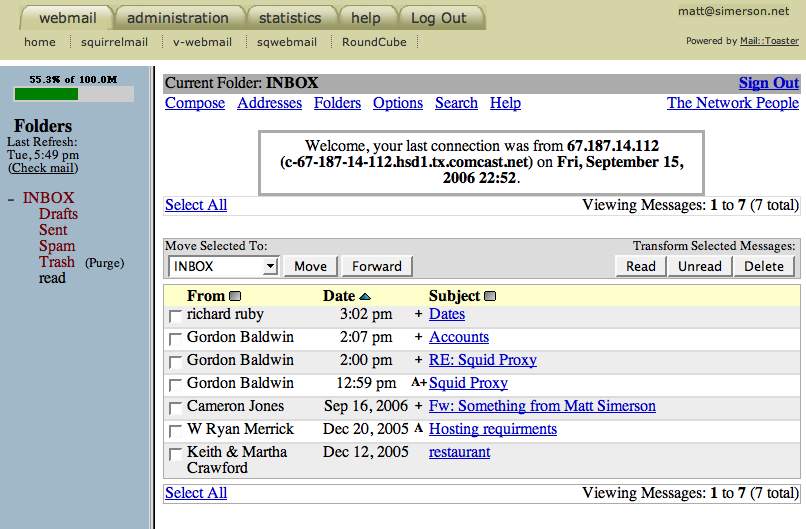 webmail administration statistics help Log Out
matt@simerson.net
home squirrelmail v-webmail sqwebmail RoundCube
Powered by Mail::Toaster
55.3% of 100.0M
Folders
Last Refresh:
Tue, 5:49 pm
(Check mail)
– INBOX
Drafts
Sent
Spam
Trash (Purge)
read
Current Folder: INBOX Sign Out
Compose Addresses Folders Options Search Help The Network People
Welcome, your last connection was from 67.187.14.112
(c-67-187-14-112.hsd1.tx.comcast.net) on Fri, September 15,
2006 22:52.
Select All Viewing Messages: 1 to 7 (7 total)
Move Selected To: Transform Selected Messages:
INBOX Move Forward Read Unread Delete
From Date Subject
richard ruby 3:02 pm + Dates
Gordon Baldwin 2:07 pm + Accounts
Gordon Baldwin 2:00 pm + RE: Squid Proxy
Gordon Baldwin 12:59 pm A+ Squid Proxy
Cameron Jones Sep 16, 2006 + Fw: Something from Matt Simerson
W Ryan Merrick Dec 20, 2005 A Hosting requirments
Keith & Martha Dec 12, 2005 restaurant
Crawford
Select All Viewing Messages: 1 to 7 (7 total)